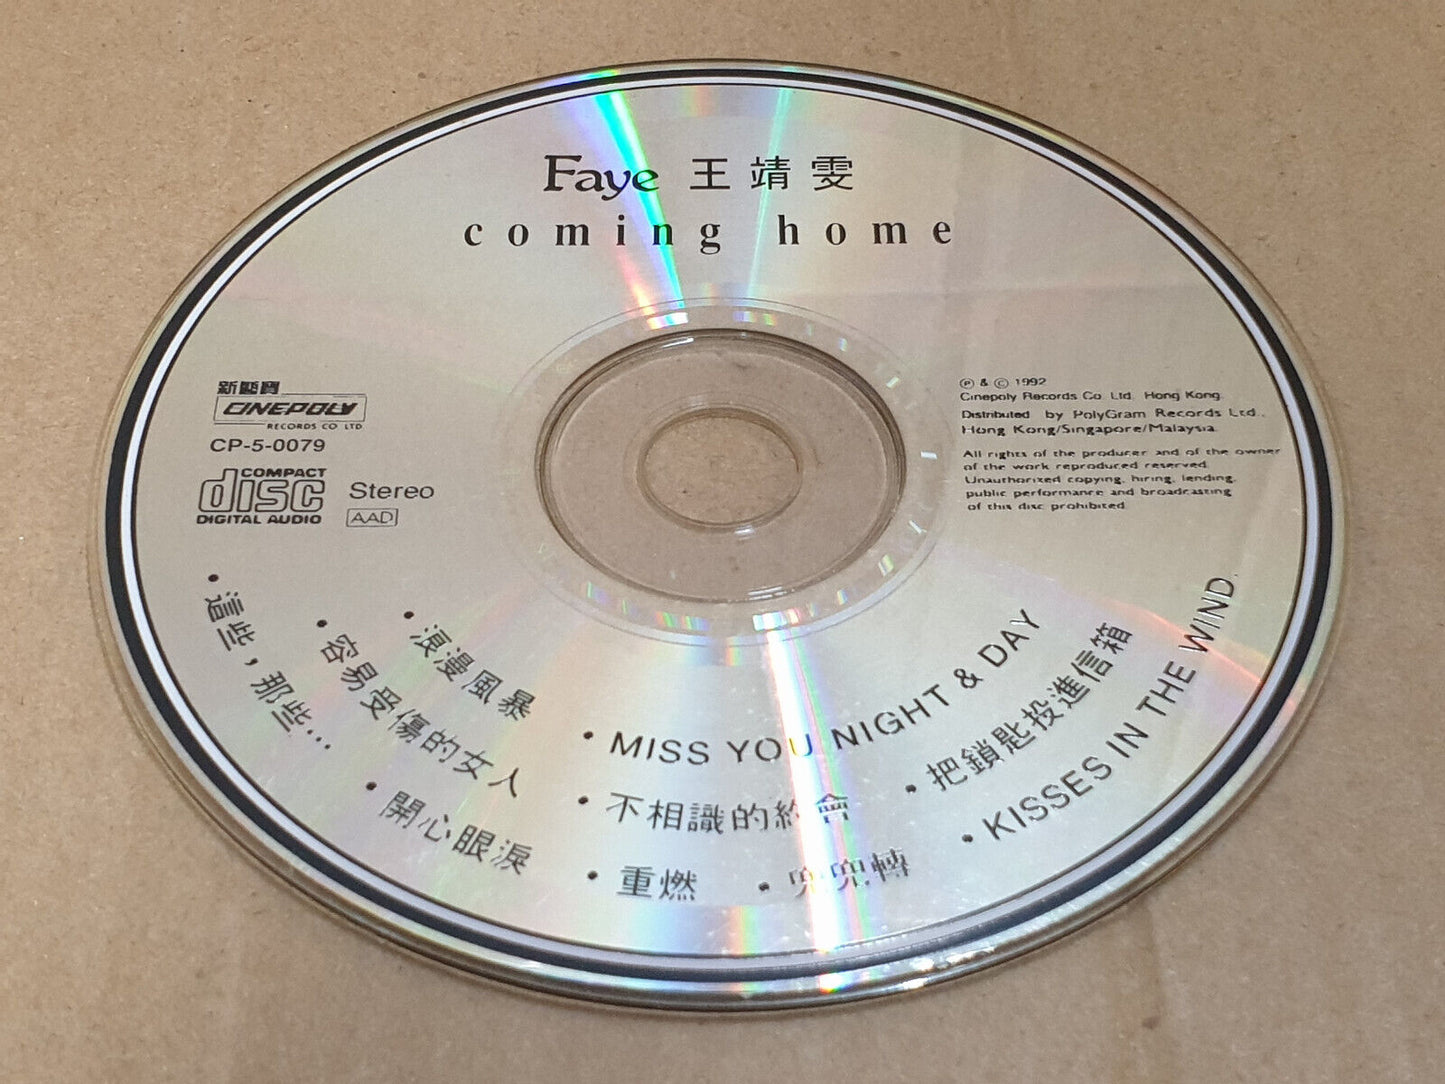 Faye 王靖雯
coming home
新藝寶
CINEPOLY
RECORDS CO LTD
CP-5-0079
COMPACT
disc
DIGITAL AUDIO
Stereo
AAD
Ⓟ & Ⓒ 1992
Cinepoly Records Co. Ltd. Hong Kong.
Distributed by PolyGram Records Ltd.,
Hong Kong/Singapore/Malaysia.
All rights of the producer and of the owner
of the work reproduced reserved.
Unauthorized copying, hiring, lending,
public performance and broadcasting
of this disc prohibited.
• 浪漫風暴
• MISS YOU NIGHT & DAY
• 容易受傷的女人
• 不相識的約會
• 把鎖匙投進信箱
• 這些,那些...
• 開心眼淚
• 重燃
• 兜兜轉
• KISSES IN THE WIND.